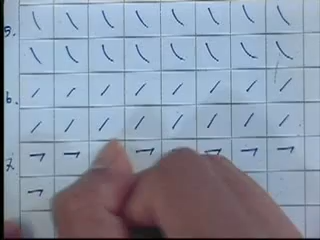 5. ㇏ ㇏ ㇏ ㇏ ㇏ ㇏ ㇏ ㇏
㇏ ㇏ ㇏ ㇏ ㇏ ㇏ ㇏ ㇏
6. ㇀ ㇀ ㇀ ㇀ ㇀ ㇀ ㇀ ㇀
㇀ ㇀ ㇀ ㇀ ㇀ ㇀ ㇀ ㇀
7. ㇇ ㇇ ㇇ ㇇ ㇇ ㇇ ㇇
㇇